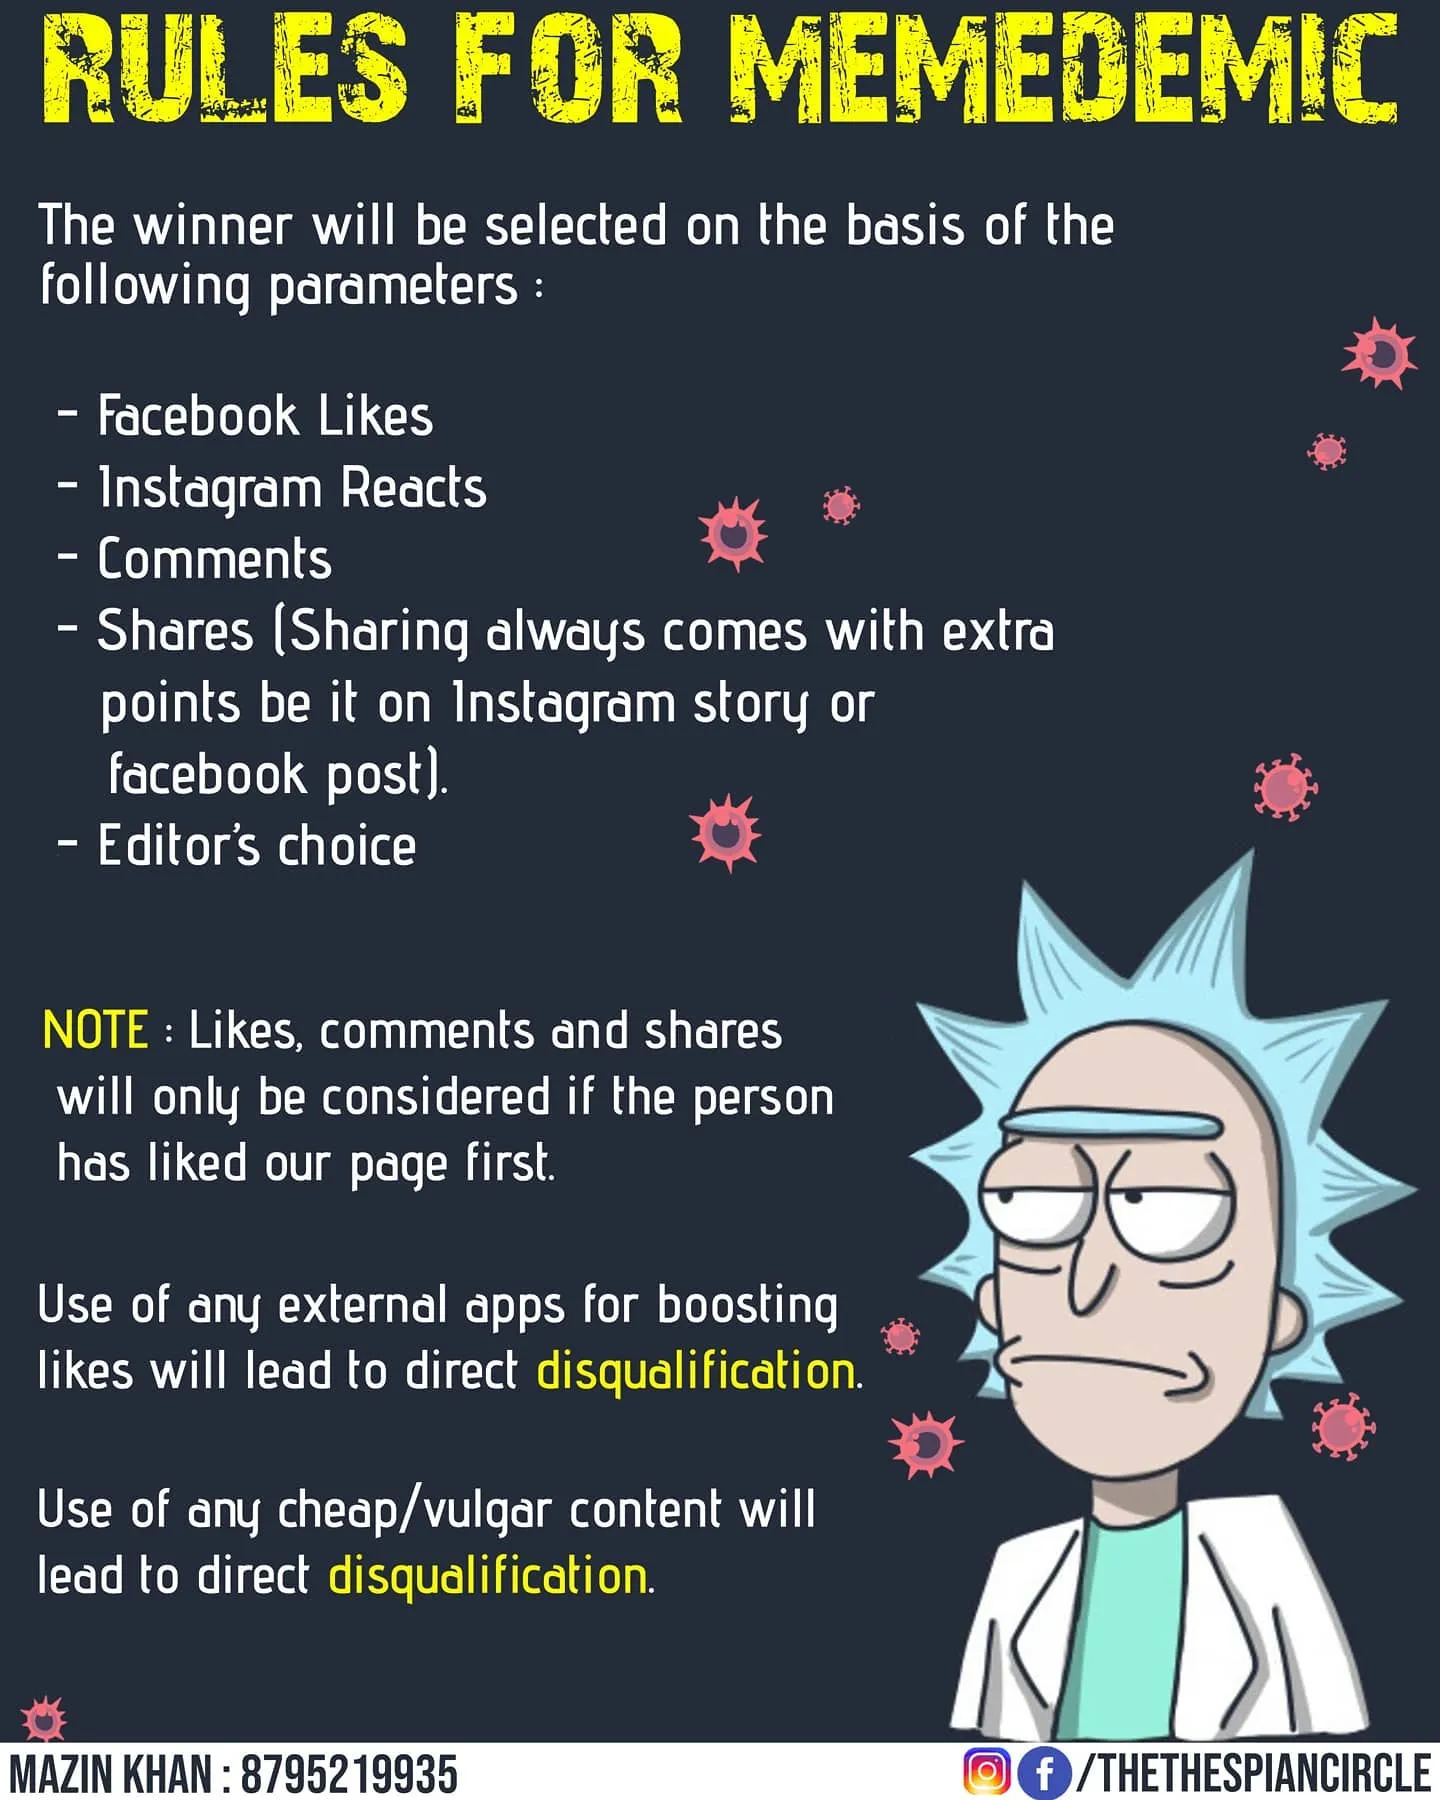 RULES FOR MEMEDEMIC
The winner will be selected on the basis of the
following parameters :
- Facebook Likes
- Instagram Reacts
- Comments
- Shares (Sharing always comes with extra
points be it on Instagram story or
facebook post).
- Editor's choice
NOTE : Likes, comments and shares
will only be considered if the person
has liked our page first.
Use of any external apps for boosting
likes will lead to direct disqualification.
Use of any cheap/vulgar content will
lead to direct disqualification.
MAZIN KHAN : 8795219935
/THETHESPIANCIRCLE